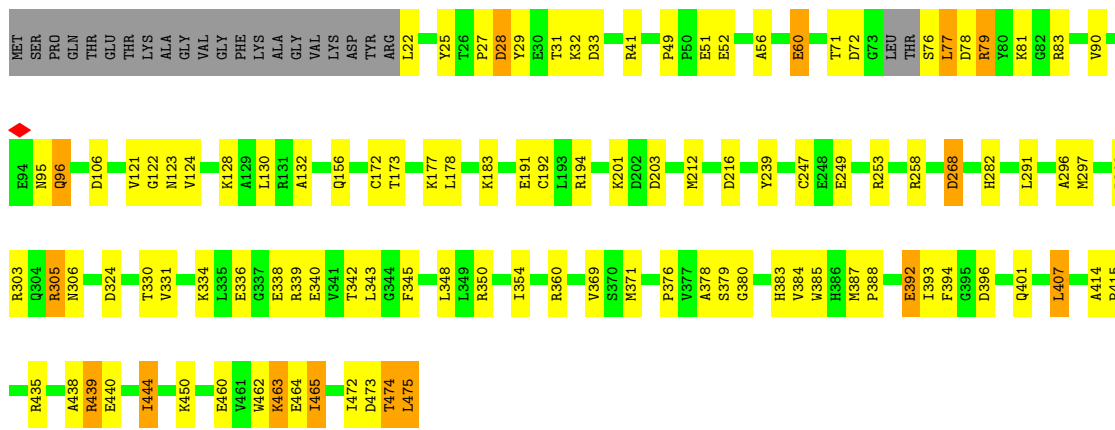 MET SER PRO GLN THR GLU THR LYS ALA GLY VAL GLY PHE LYS ALA GLY VAL LYS ASP TYR ARG L22 Y25 T26 P27 D28 Y29 E30 T31 K32 D33 R41 P49 P50 E51 E52 A56 E60 T71 D72 G73 LEU THR S76 L77 D78 R79 Y80 K81 G82 R83 V90
E94 N95 Q96 D106 V121 G122 N123 V124 K128 A129 L130 R131 A132 Q156 C172 T173 K177 L178 K183 E191 C192 L193 R194 K201 D202 D203 M212 D216 Y239 C247 E248 E249 R253 R258 D268 H282 L291 A296 M297
R303 Q304 R305 N306 D324 T330 V331 K334 L335 E336 G337 E338 R339 E340 V341 T342 L343 G344 F345 L348 L349 R350 I354 R360 V369 S370 M371 P376 V377 A378 S379 G380 H383 V384 W385 H386 M387 P388 E392 I393 F394 G395 D396 Q401 L407 A414
R435 A438 R439 E440 I444 K450 E460 V461 W462 K463 E464 I465 I472 D473 T474 L475